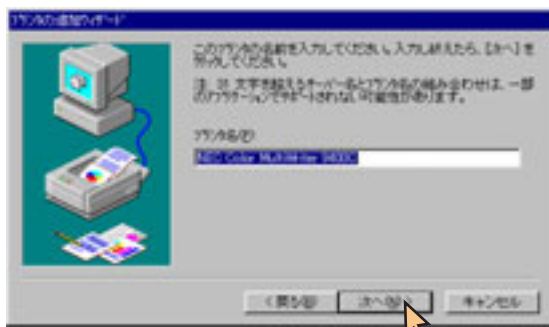 プリンタの追加ウィザード
このプリンタの名前を入力してください。入力し終えたら、[次へ] を
クリックしてください。
注: 31 文字を超えるサーバー名とプリンタ名の組み合わせは、一部
のアプリケーションでサポートされない可能性があります。
プリンタ名(P)
NEC Color MultiWriter 9400C
< 戻る(B)
次へ(N) >
キャンセル